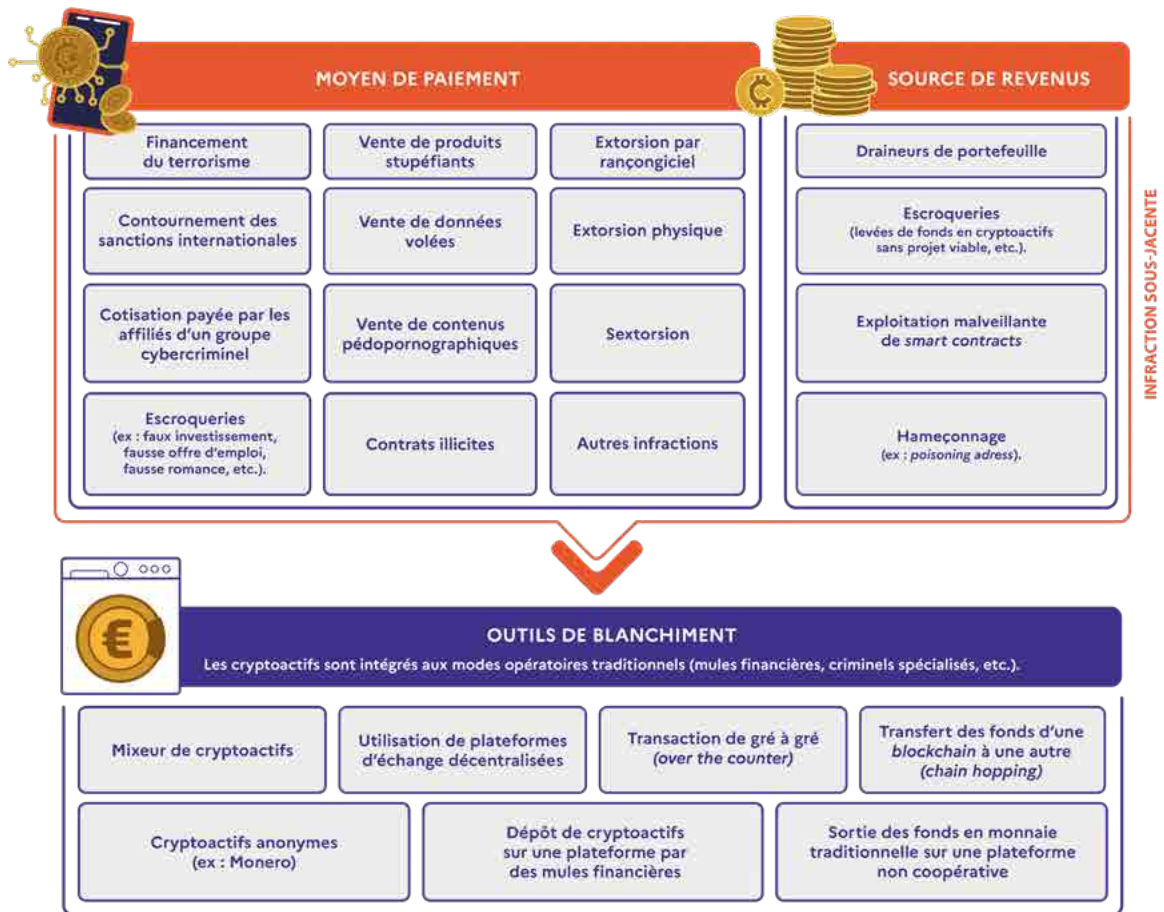 MOYEN DE PAIEMENT
SOURCE DE REVENUS
Financement
du terrorisme
Vente de produits
stupéfiants
Extorsion par
rançongiciel
Draineurs de portefeuille
Contournement des
sanctions internationales
Vente de données
volées
Extorsion physique
Escroqueries
(levées de fonds en cryptoactifs
sans projet viable, etc.).
Cotisation payée par les
affiliés d'un groupe
cybercriminel
Vente de contenus
pédopornographiques
Sextorsion
Exploitation malveillante
de smart contracts
Escroqueries
(ex : faux investissement,
fausse offre d'emploi,
fausse romance, etc.).
Contrats illicites
Autres infractions
Hameçonnage
(ex : poisoning adress).
INFRACTION SOUS-JACENTE
OUTILS DE BLANCHIMENT
Les cryptoactifs sont intégrés aux modes opératoires traditionnels (mules financières, criminels spécialisés, etc.).
Mixeur de cryptoactifs
Utilisation de plateformes
d'échange décentralisées
Transaction de gré à gré
(over the counter)
Transfert des fonds d'une
blockchain à une autre
(chain hopping)
Cryptoactifs anonymes
(ex : Monero)
Dépôt de cryptoactifs
sur une plateforme par
des mules financières
Sortie des fonds en monnaie
traditionnelle sur une plateforme
non coopérative